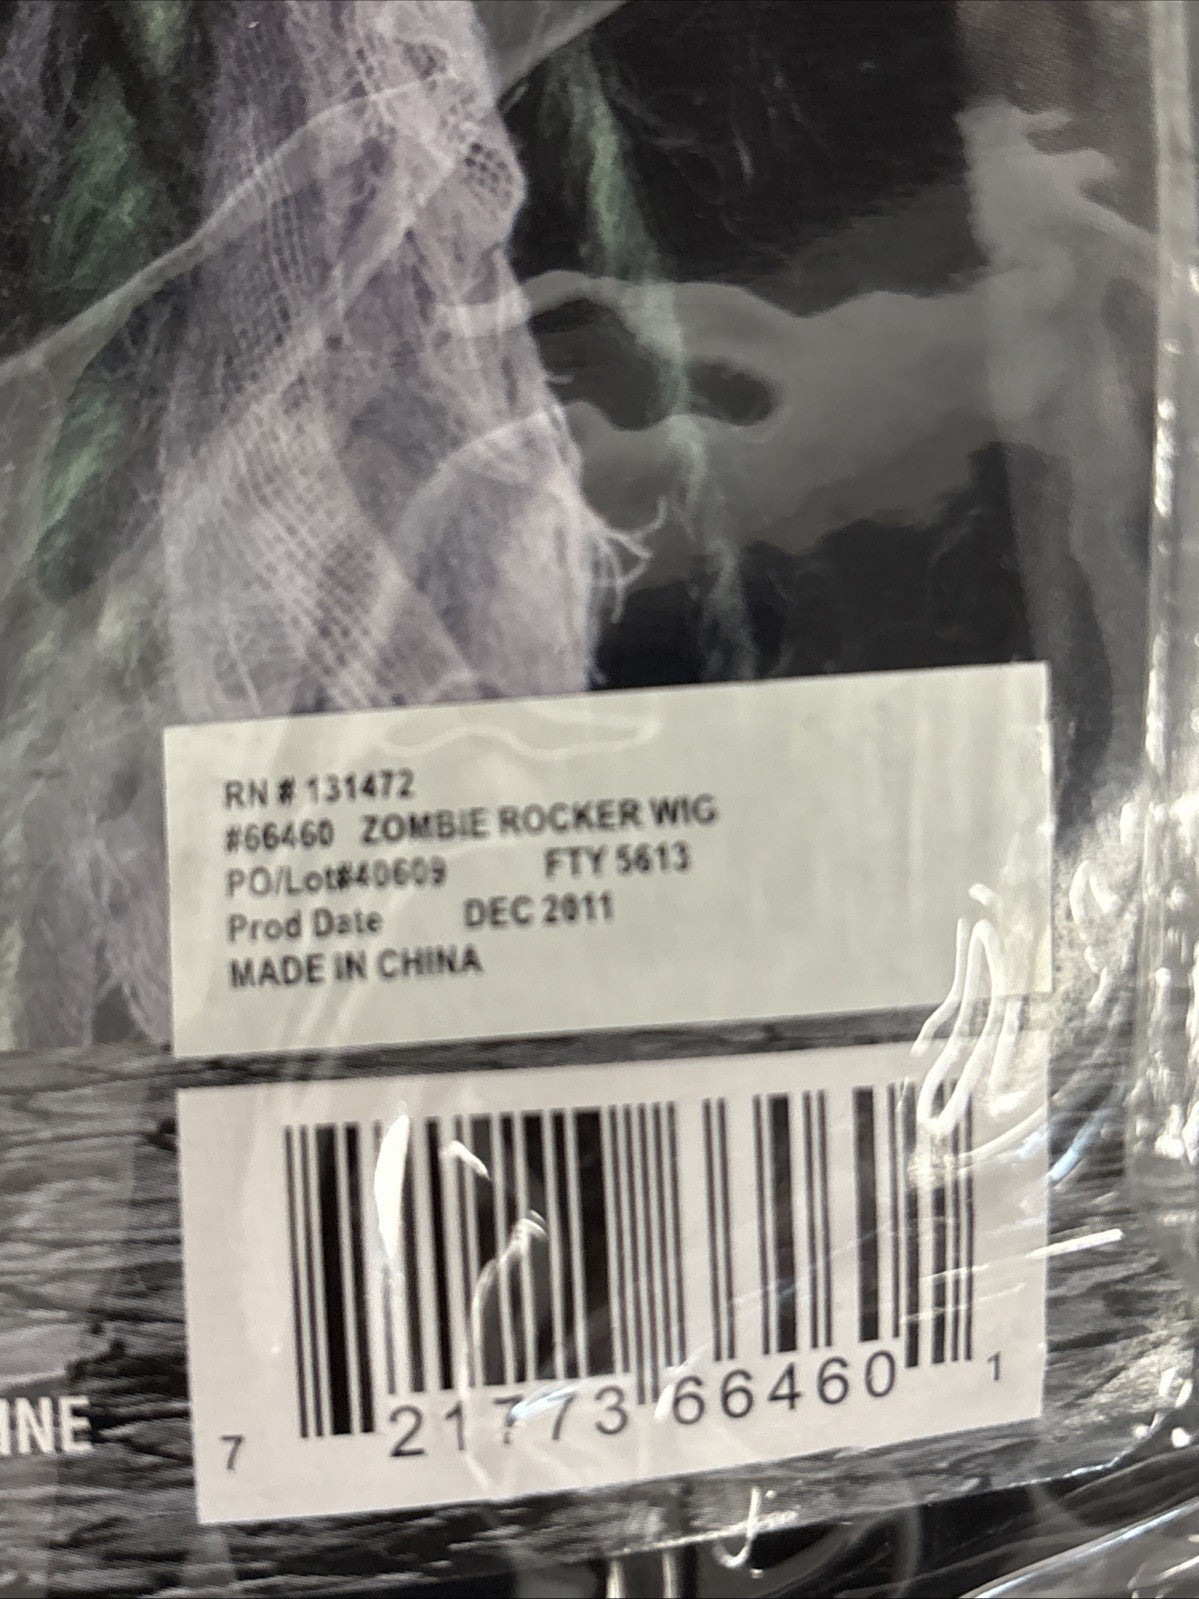 RN # 131472
#66460 ZOMBIE ROCKER WIG
PO/Lot#40609 FTY 5613
Prod Date DEC 2011
MADE IN CHINA
INE
7 21773 66460 1